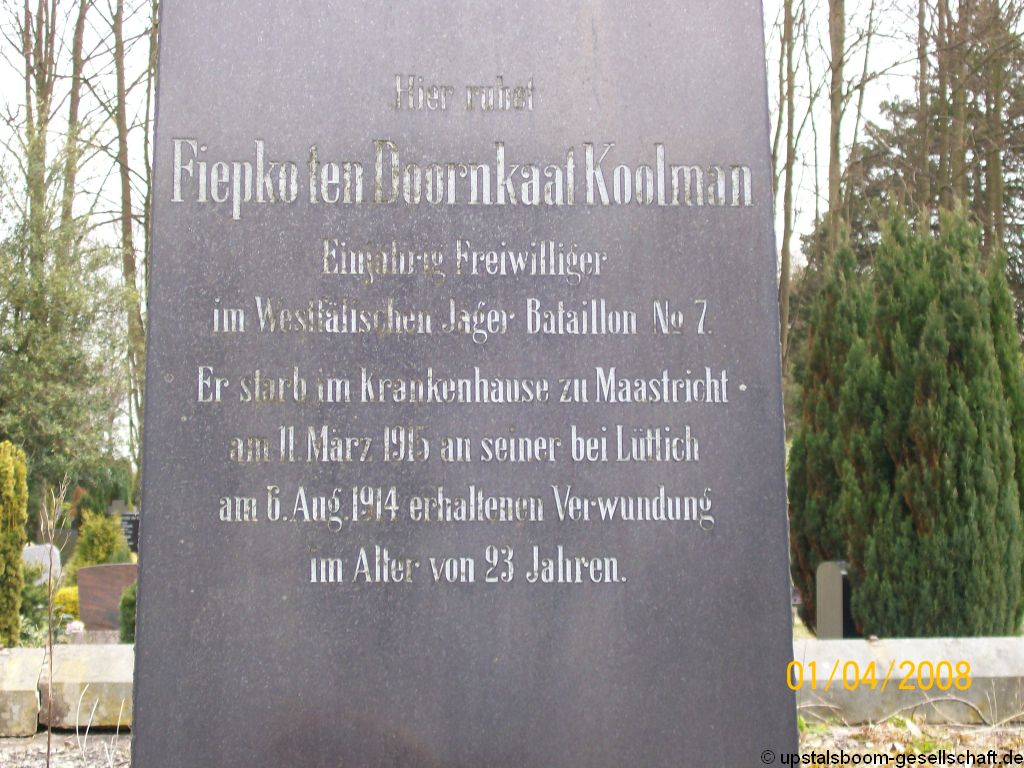 Hier ruhet
Fiepko ten Doornkaat Koolman
Einjährig Freiwilliger
im Westfälischen Jäger Bataillon No 7.
Er starb im Krankenhause zu Maastricht
am 11. März 1915 an seiner bei Lüttich
am 6. Aug. 1914 erhaltenen Verwundung
im Alter von 23 Jahren.
01/04/2008
© upstalsboom-gesellschaft.de